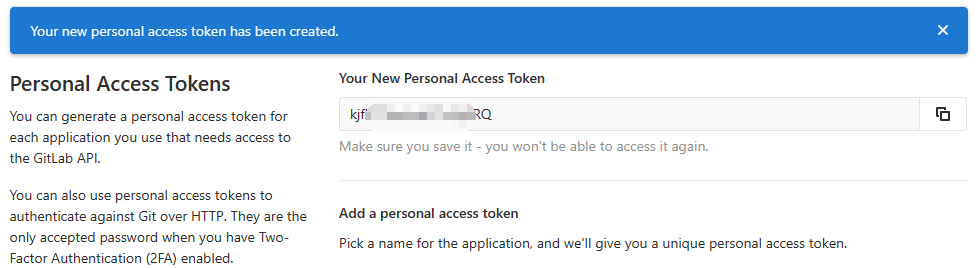 Your new personal access token has been created.
Personal Access Tokens
You can generate a personal access token for
each application you use that needs access to
the GitLab API.
You can also use personal access tokens to
authenticate against Git over HTTP. They are the
only accepted password when you have Two-
Factor Authentication (2FA) enabled.
Your New Personal Access Token
Make sure you save it - you won't be able to access it again.
Add a personal access token
Pick a name for the application, and we'll give you a unique personal access token.